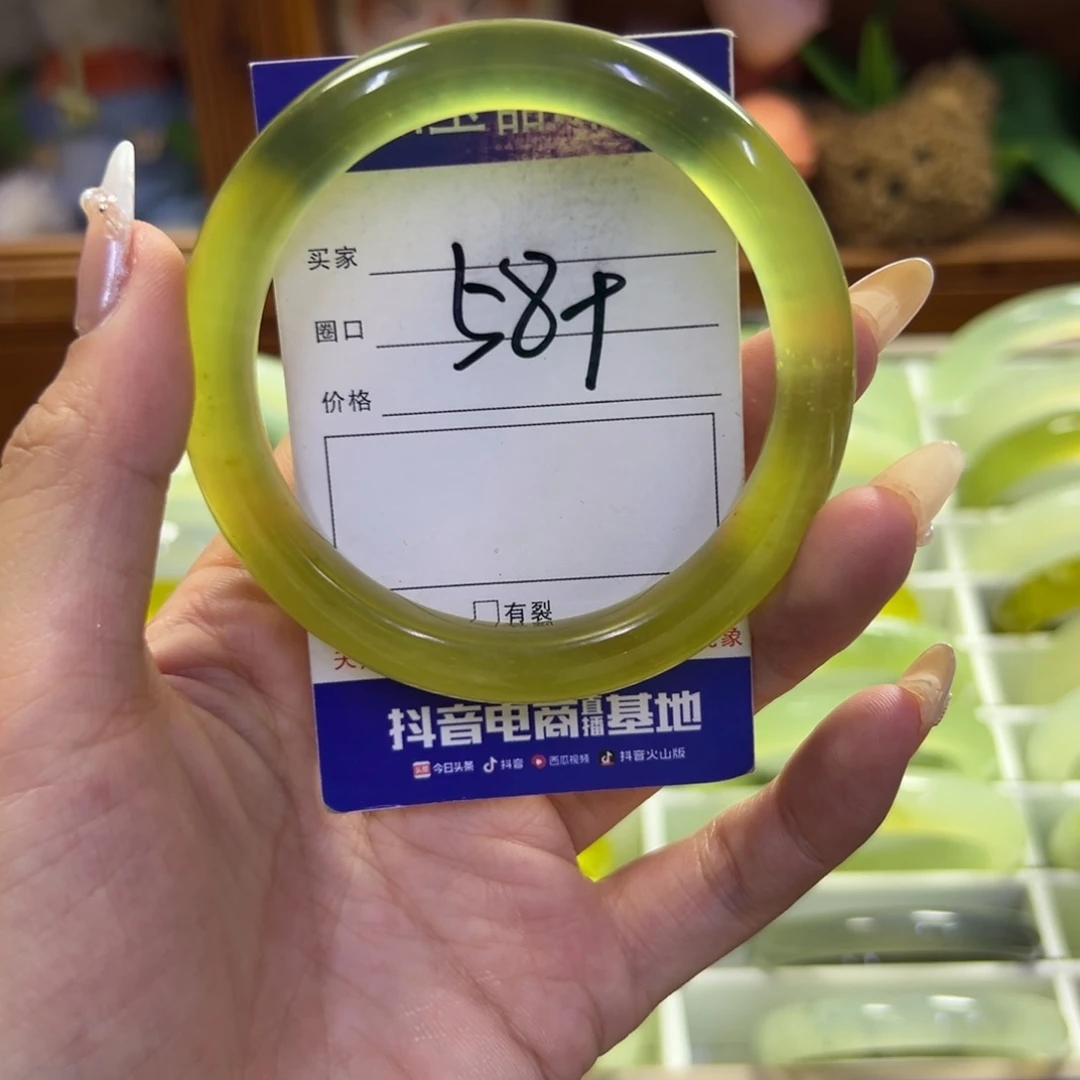 买家
圈口
58+
价格
有裂
抖音电商直播基地
今日头条 抖音 西瓜视频 抖音火山版